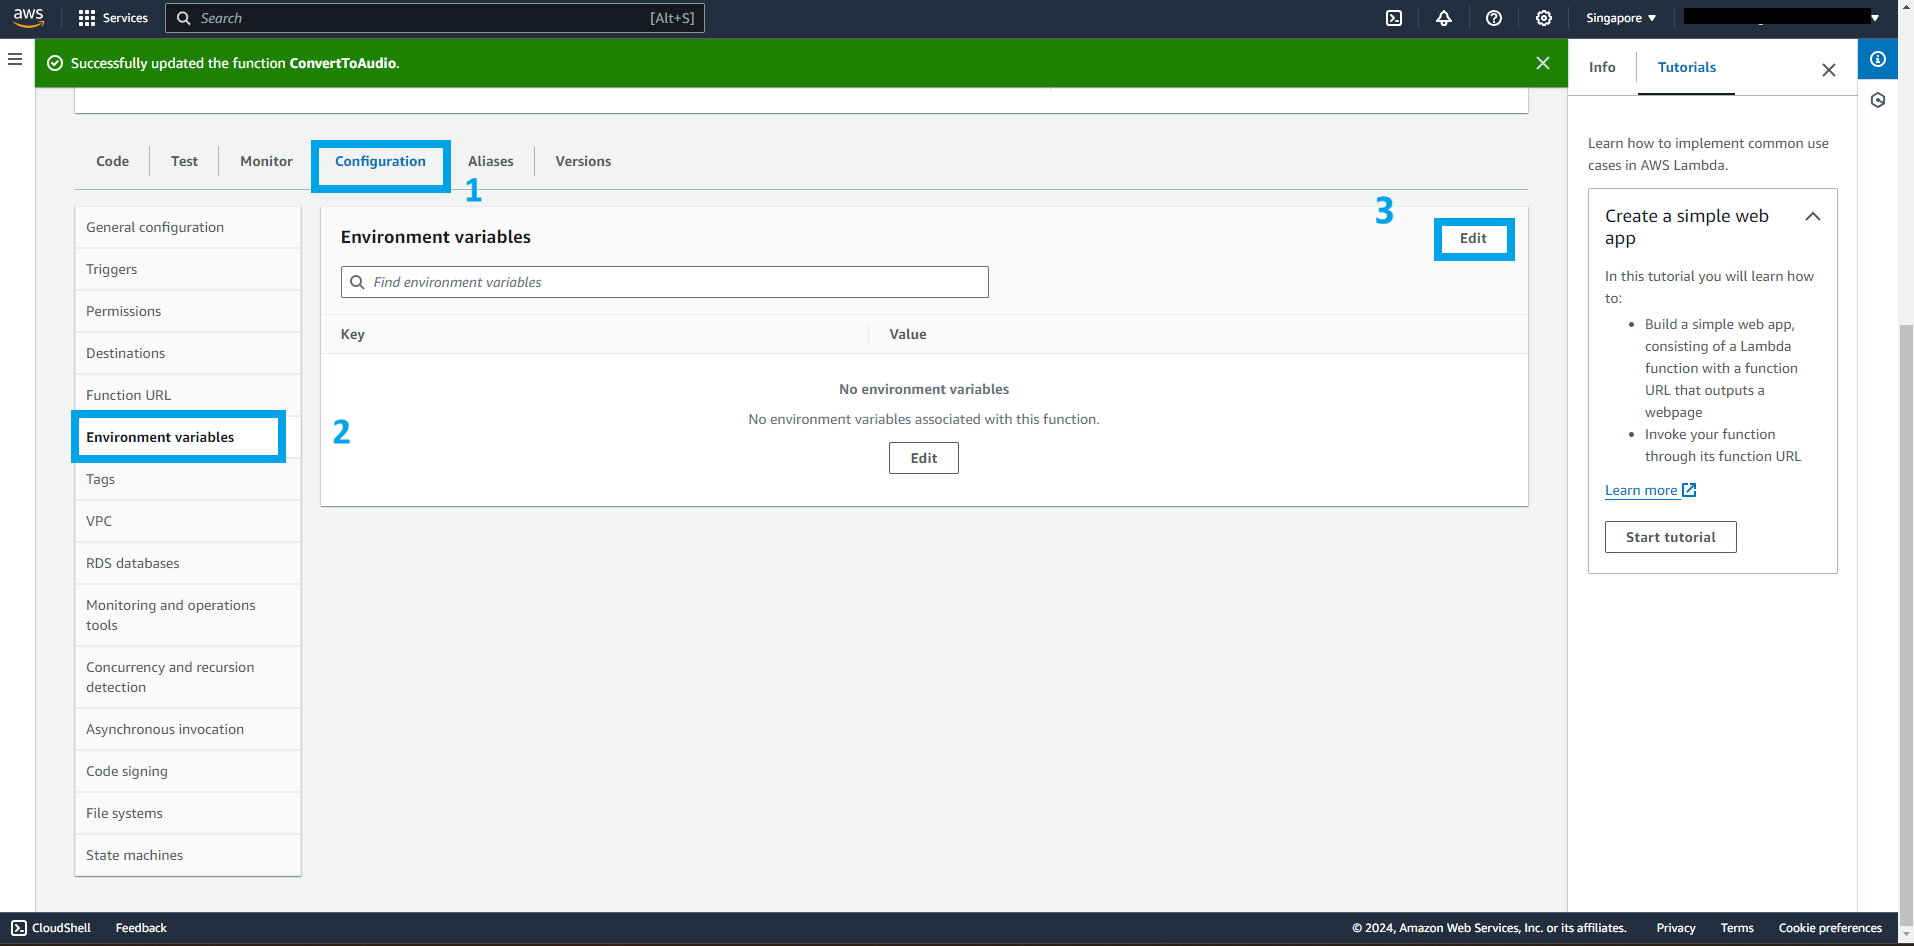 aws
Services
Search
[Alt+S]
Singapore
Successfully updated the function ConvertToAudio.
Info
Tutorials
Code
Test
Monitor
Configuration
Aliases
Versions
1
General configuration
Triggers
Permissions
Destinations
Function URL
Environment variables
Tags
VPC
RDS databases
Monitoring and operations
tools
Concurrency and recursion
detection
Asynchronous invocation
Code signing
File systems
State machines
2
3
Environment variables
Edit
Find environment variables
Key
Value
No environment variables
No environment variables associated with this function.
Edit
Learn how to implement common use
cases in AWS Lambda.
Create a simple web
app
In this tutorial you will learn how
to:
• Build a simple web app,
consisting of a Lambda
function with a function
URL that outputs a
webpage
• Invoke your function
through its function URL
Learn more
Start tutorial
CloudShell
Feedback
© 2024, Amazon Web Services, Inc. or its affiliates.
Privacy
Terms
Cookie preferences